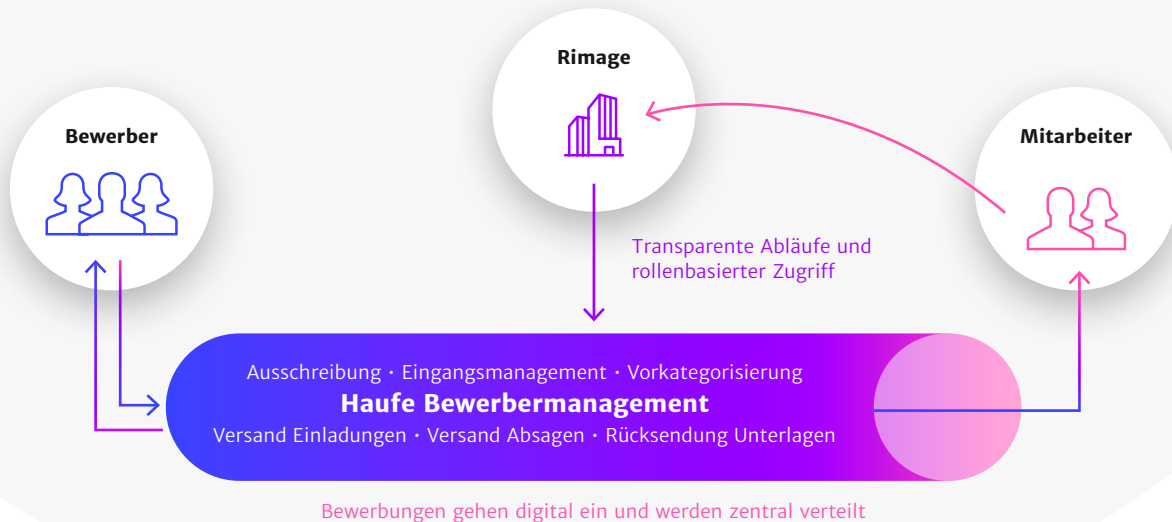 Rimage
Bewerber
Mitarbeiter
Transparente Abläufe und
rollenbasierter Zugriff
Ausschreibung · Eingangsmanagement · Vorkategorisierung
Haufe Bewerbermanagement
Versand Einladungen · Versand Absagen · Rücksendung Unterlagen
Bewerbungen gehen digital ein und werden zentral verteilt